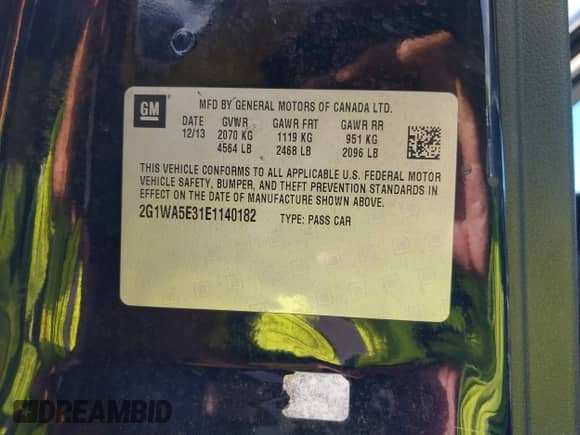 GM
MFD BY GENERAL MOTORS OF CANADA LTD.
DATE GVWR GAWR FRT GAWR RR
12/13 2070 KG 1119 KG 951 KG
4564 LB 2468 LB 2096 LB
THIS VEHICLE CONFORMS TO ALL APPLICABLE U.S. FEDERAL MOTOR
VEHICLE SAFETY, BUMPER, AND THEFT PREVENTION STANDARDS IN
EFFECT ON THE DATE OF MANUFACTURE SHOWN ABOVE.
2G1WA5E31E1140182 TYPE: PASS CAR
DREAMBID